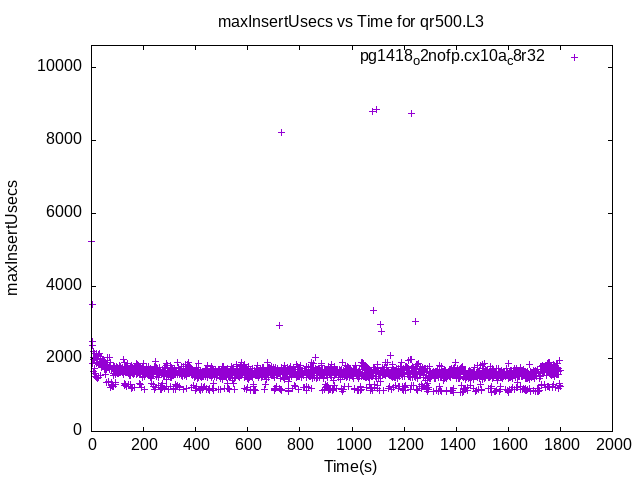 maxInsertUsecs vs Time for qr500.L3
pg1418o2nofp.cx10ac8r32
maxInsertUsecs
10000
8000
6000
4000
2000
0
0 200 400 600 800 1000 1200 1400 1600 1800 2000
Time(s)